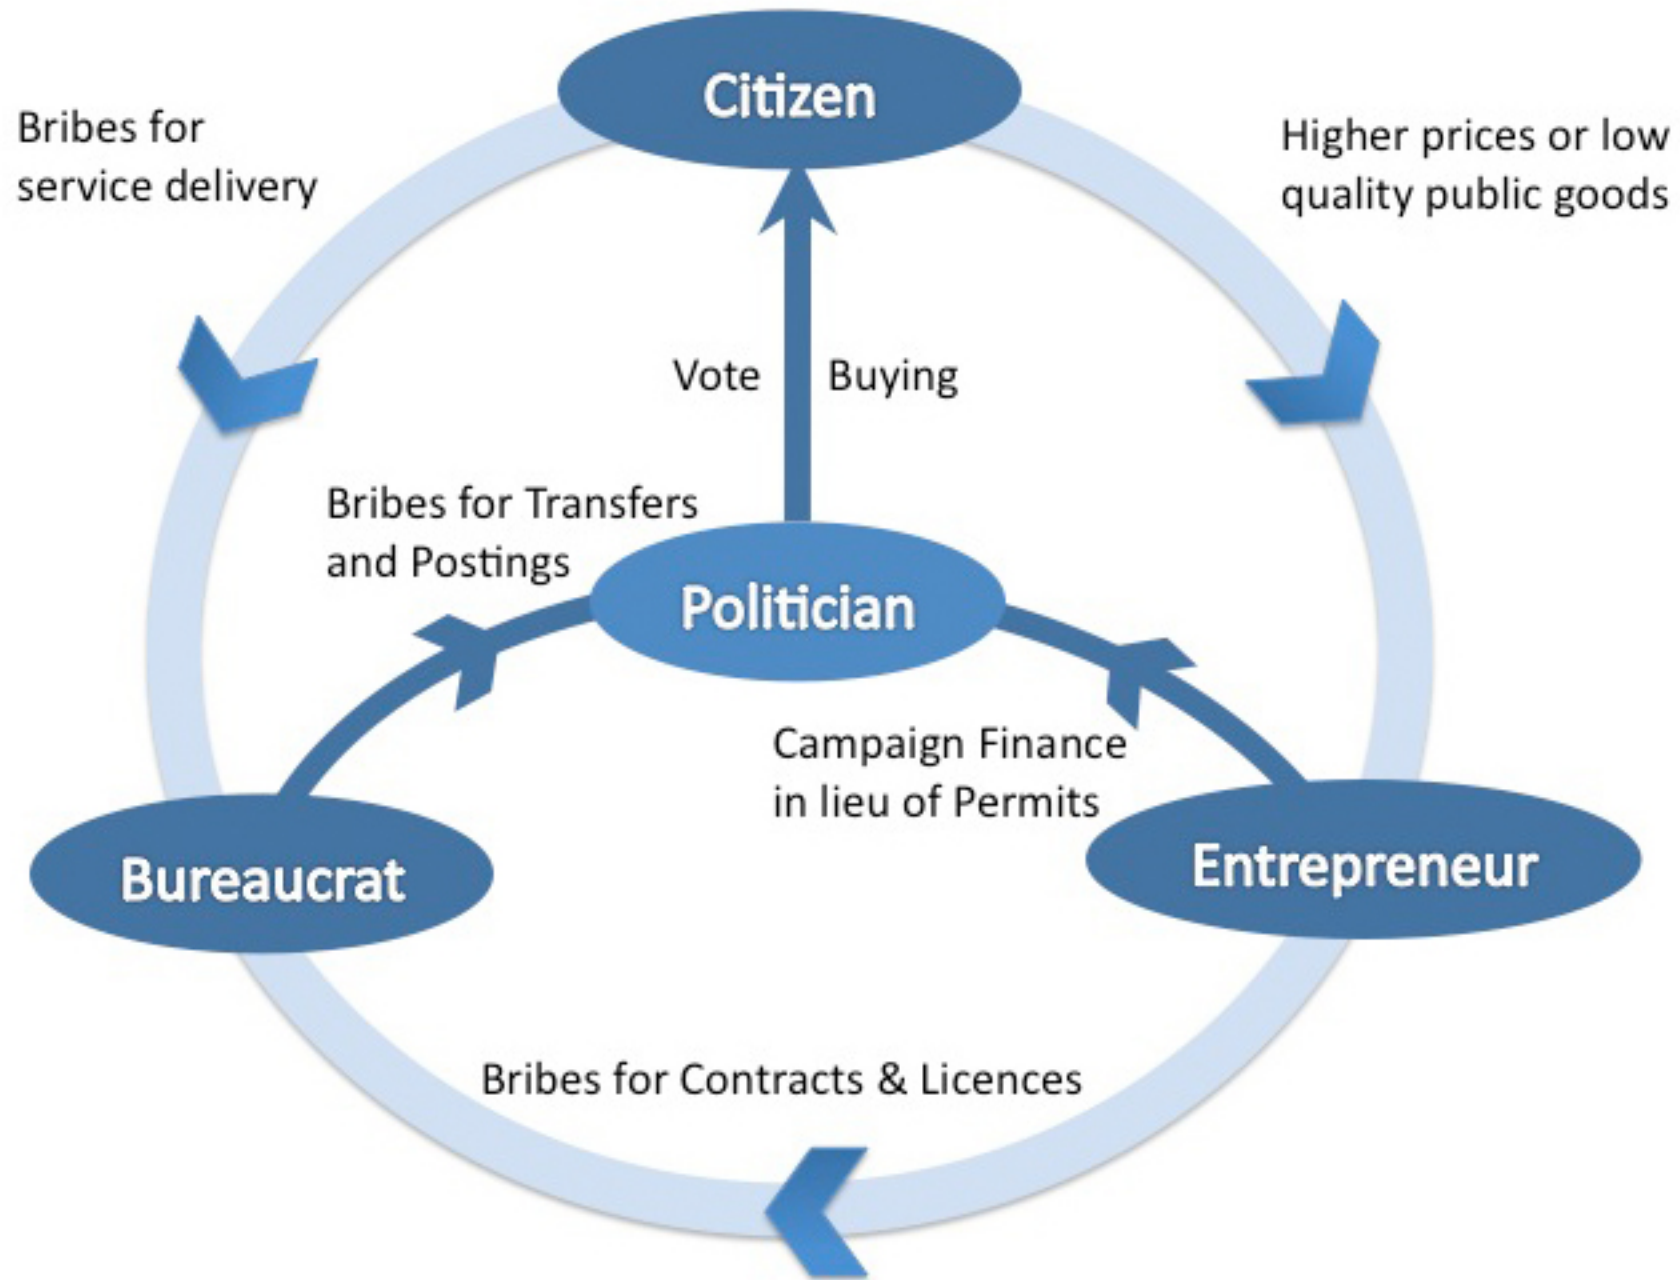 Citizen
Bribes for
service delivery
Higher prices or low
quality public goods
Vote Buying
Bribes for Transfers
and Postings
Politician
Campaign Finance
in lieu of Permits
Bureaucrat
Entrepreneur
Bribes for Contracts & Licences